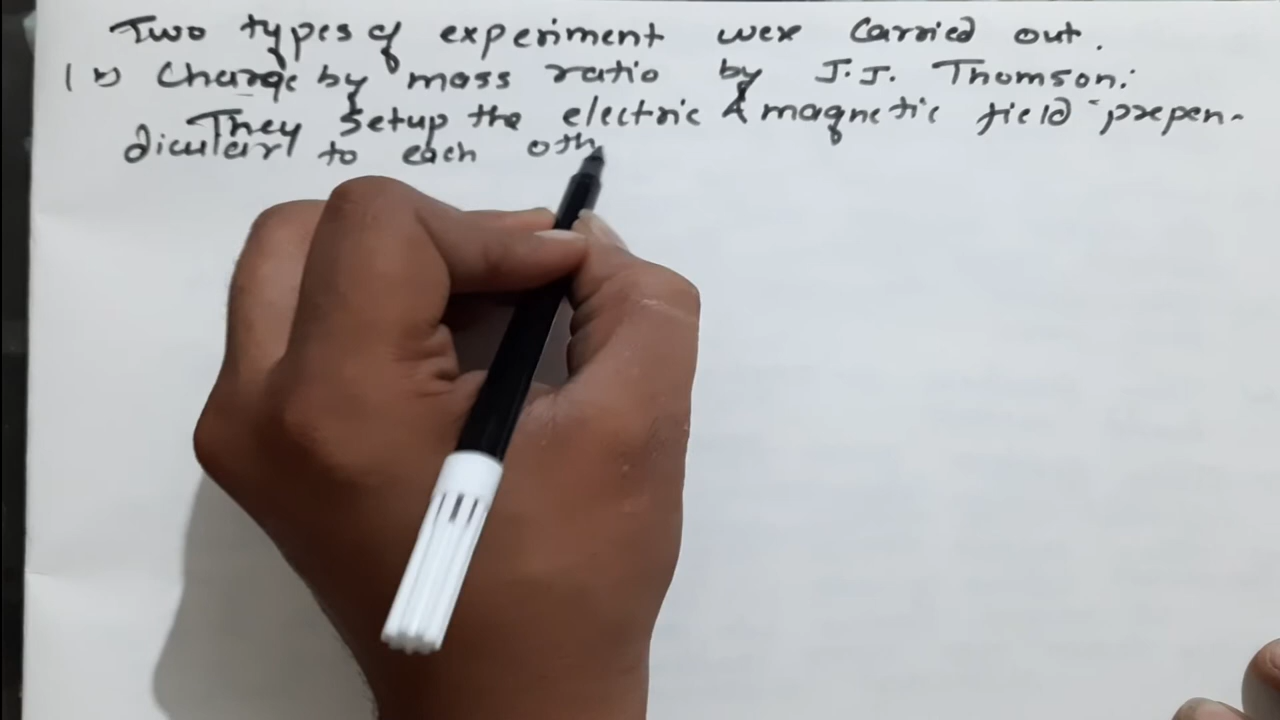 Two types of experiment were carried out.
1) Charge by mass ratio by J.J. Thomson:
They setup the electric & magnetic field prepen-
dicular to each oth